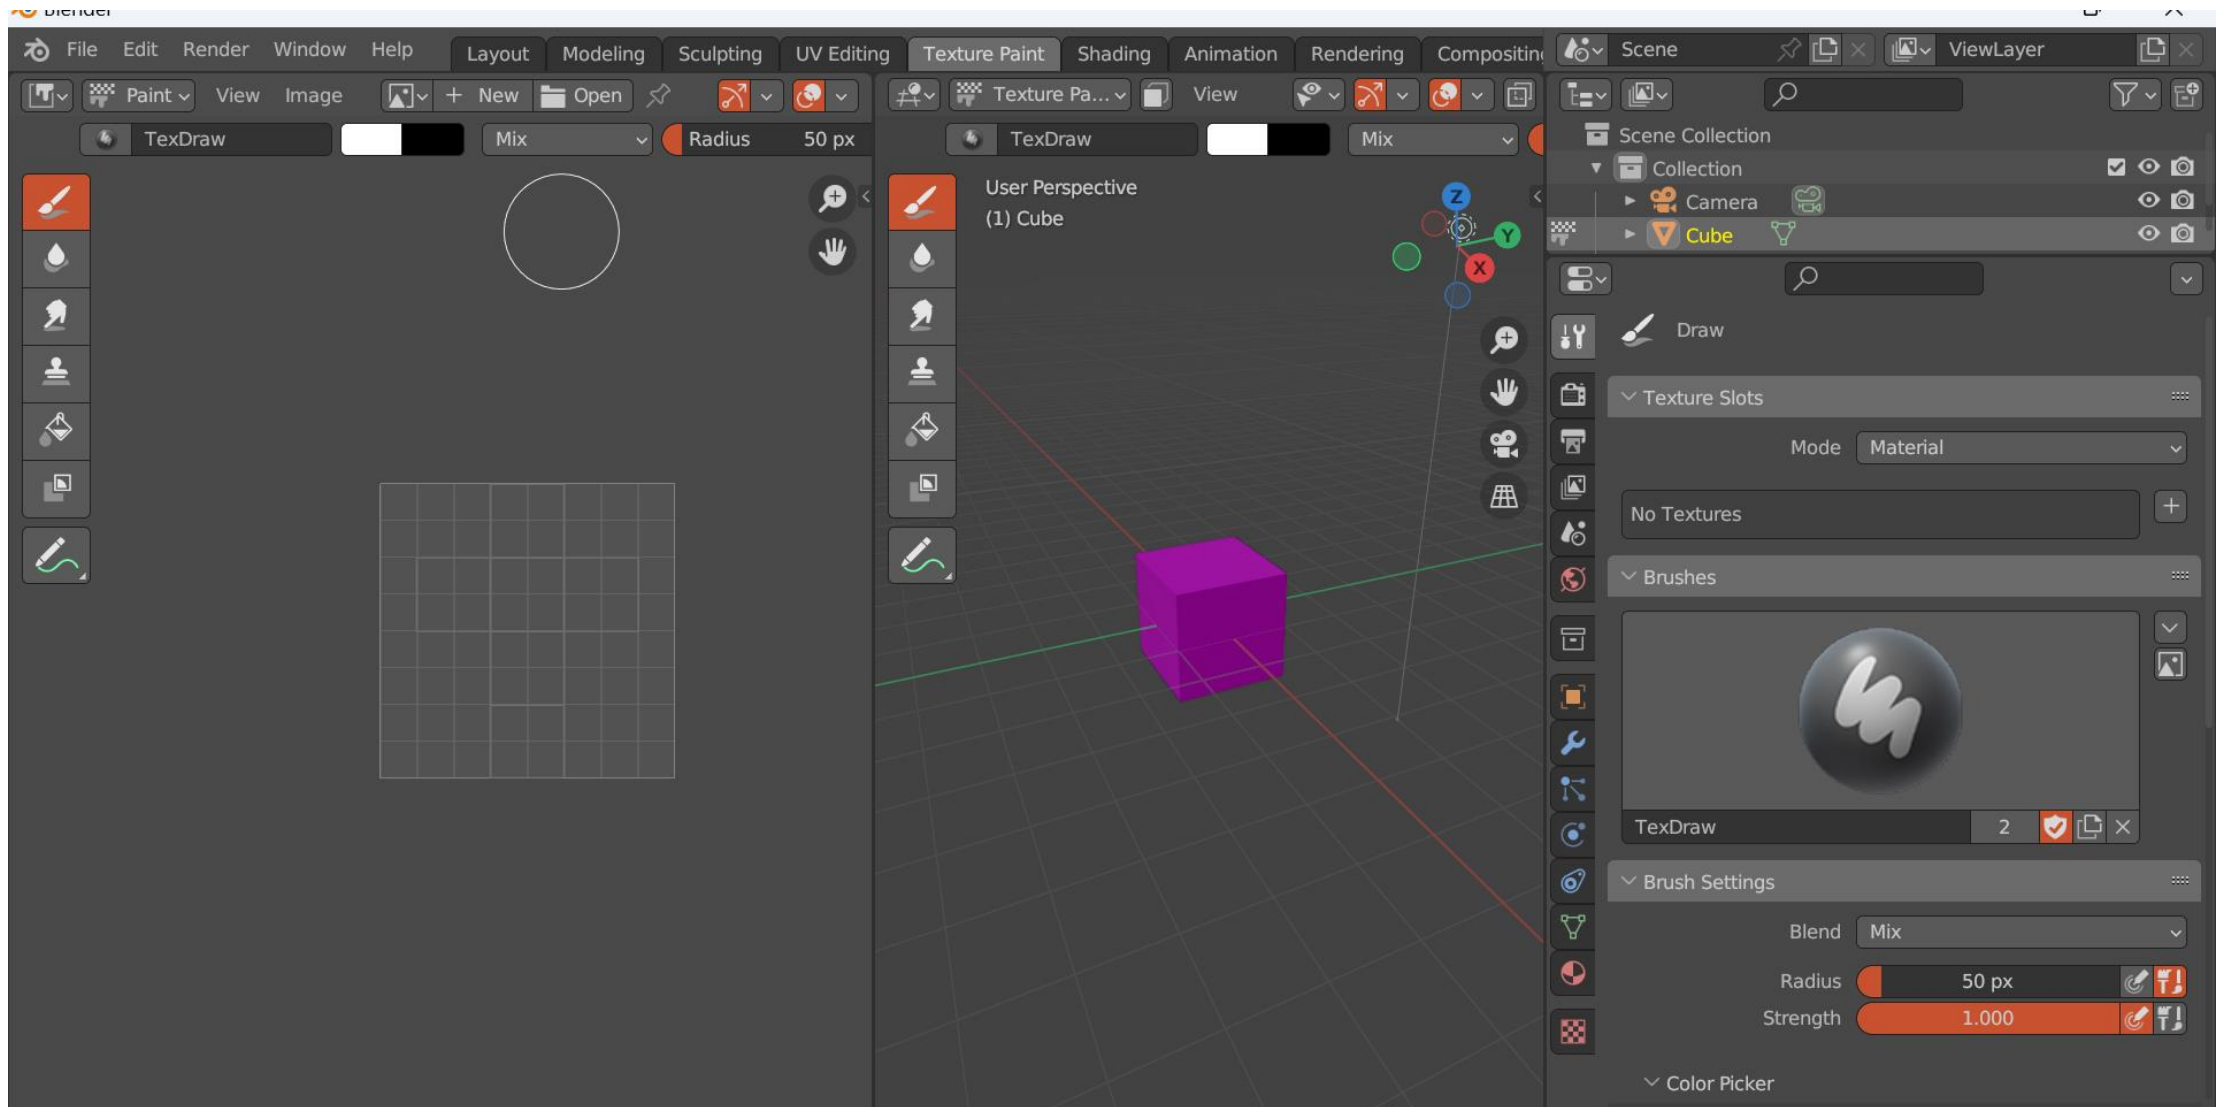 Blender
File Edit Render Window Help Layout Modeling Sculpting UV Editing Texture Paint Shading Animation Rendering Compositing Scene ViewLayer
Paint View Image New Open Texture Pa... View
TexDraw Mix Radius 50 px TexDraw Mix
User Perspective
(1) Cube
Z
Y
X
Scene Collection
Collection
Camera
Cube
Draw
Texture Slots
Mode Material
No Textures
Brushes
TexDraw 2
Brush Settings
Blend Mix
Radius 50 px
Strength 1.000
Color Picker